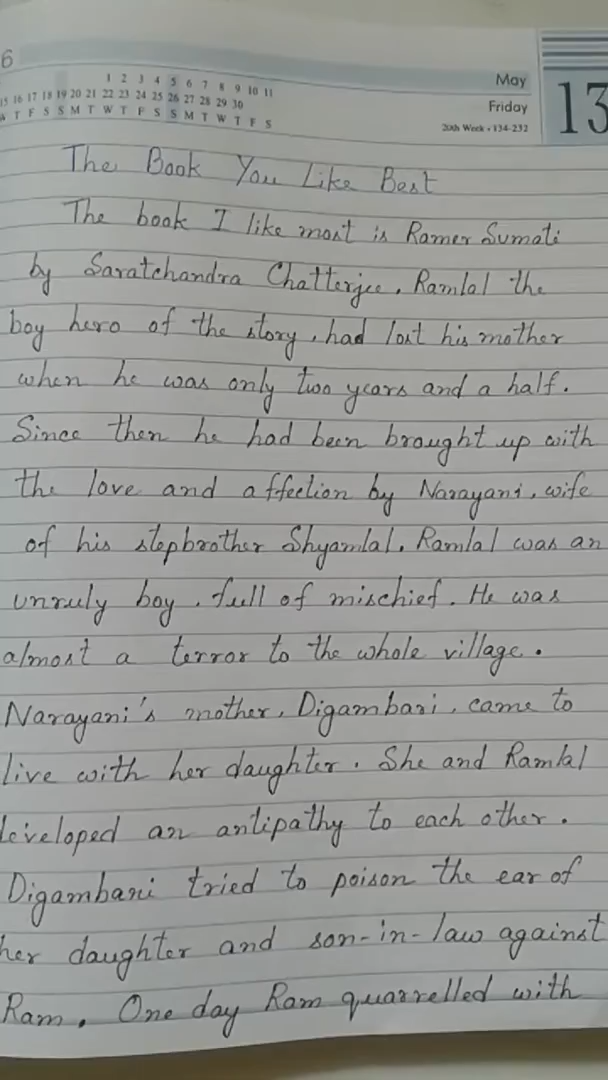 6
1 2 3 4 5 6 7 8 9 10 11
15 16 17 18 19 20 21 22 23 24 25 26 27 28 29 30
T F S S M T W T F S S M T W T F S
May
Friday
20th Week • 134-232
13
The Book You Like Best
The book I like most is Ramer Sumati
by Saratchandra Chatterjee. Ramlal the
boy hero of the story, had lost his mother
when he was only two years and a half.
Since then he had been brought up with
the love and affection by Narayani, wife
of his stepbrother Shyamlal. Ramlal was an
unruly boy, full of mischief. He was
almost a terror to the whole village.
Narayani's mother, Digambari, came to
live with her daughter. She and Ramlal
developed an antipathy to each other.
Digambari tried to poison the ear of
her daughter and son-in-law against
Ram. One day Ram quarrelled with